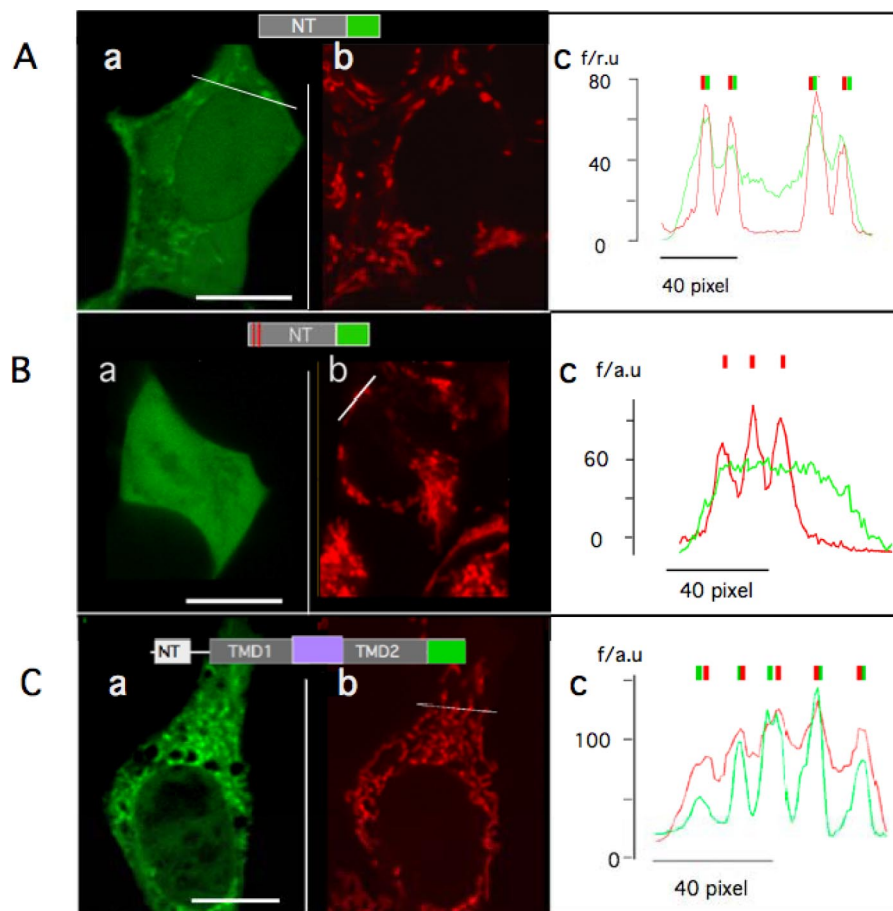 NT
A a b c f/r.u
80
40
0
40 pixel
NT
B a b c f/a.u
60
0
40 pixel
NT TMD1 TMD2
C a b c f/a.u
100
0
40 pixel